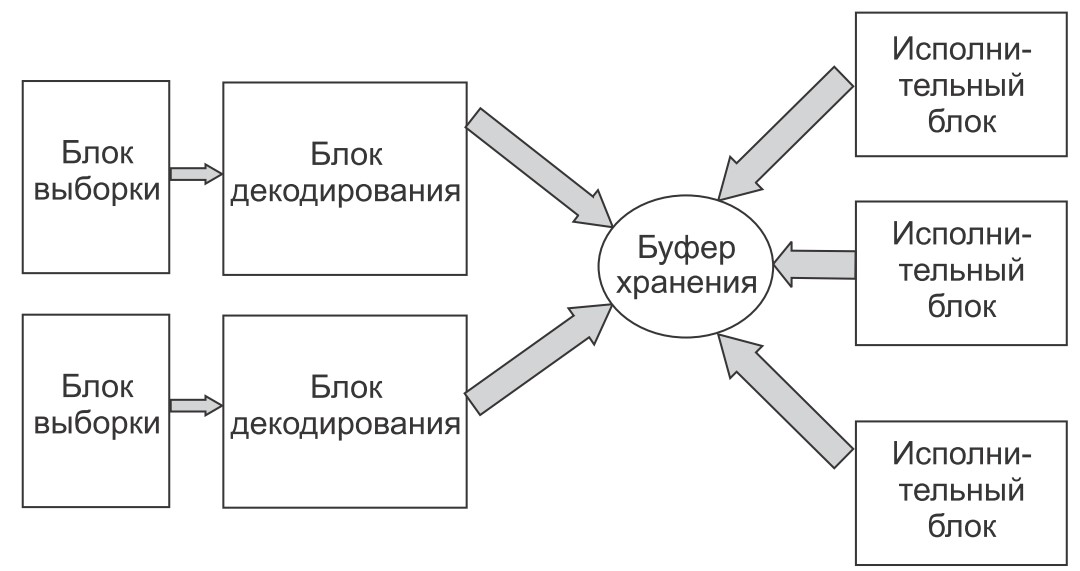 Блок
выборки
Блок
декодирования
Блок
выборки
Блок
декодирования
Буфер
хранения
Исполни-
тельный
блок
Исполни-
тельный
блок
Исполни-
тельный
блок